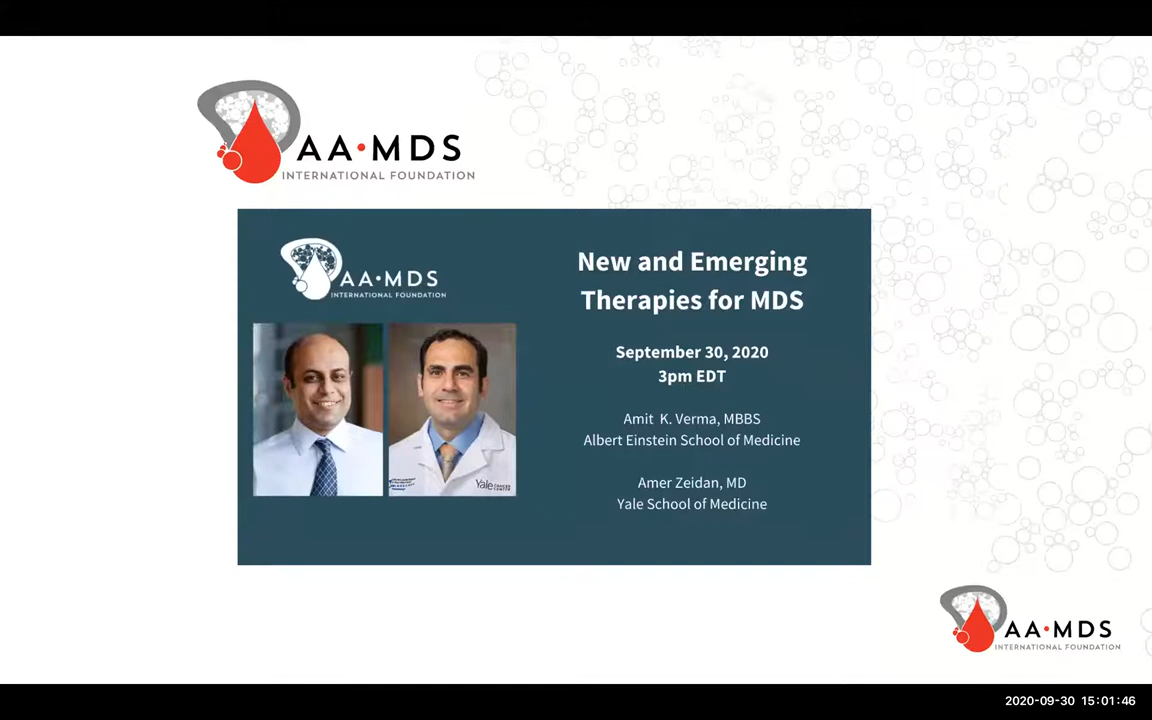 AA•MDS
INTERNATIONAL FOUNDATION
AA•MDS
INTERNATIONAL FOUNDATION
New and Emerging
Therapies for MDS
September 30, 2020
3pm EDT
Amit K. Verma, MBBS
Albert Einstein School of Medicine
Amer Zeidan, MD
Yale School of Medicine
Yale
AA•MDS
INTERNATIONAL FOUNDATION
2020-09-30 15:01:46